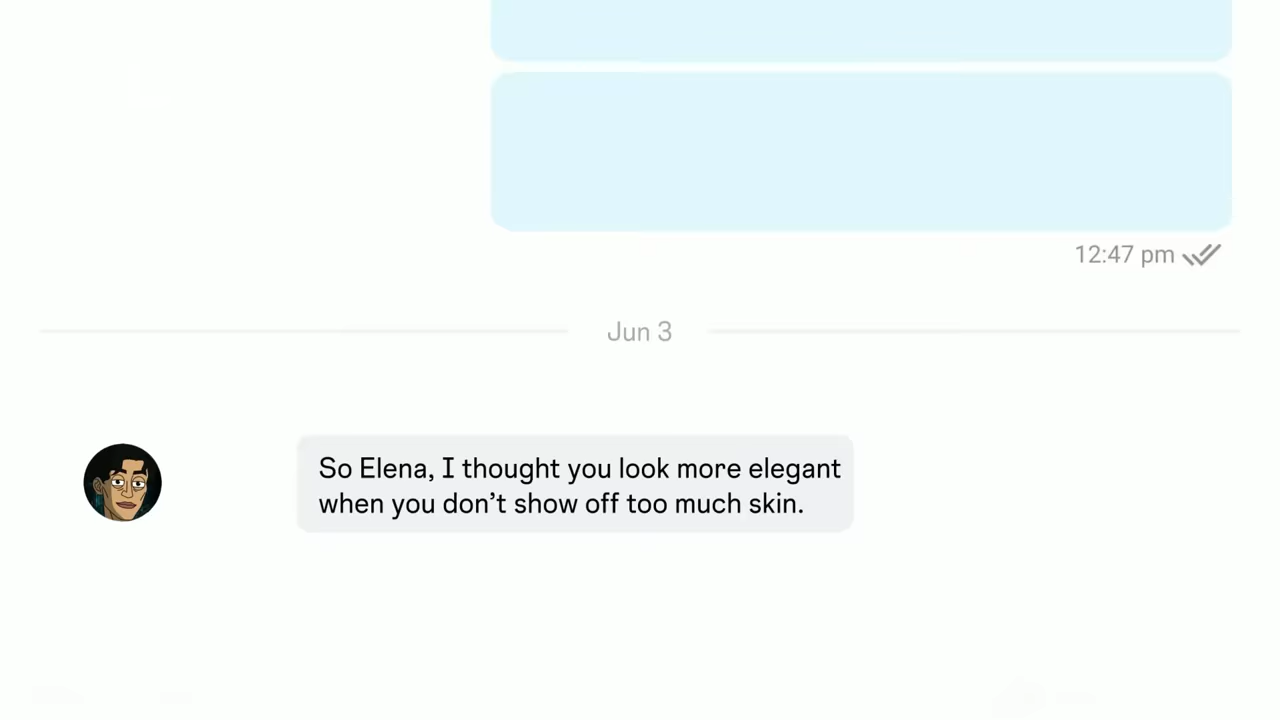 12:47 pm
Jun 3
So Elena, I thought you look more elegant
when you don't show off too much skin.